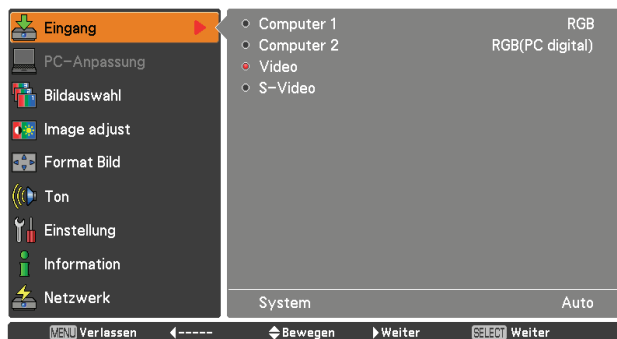 Eingang
PC-Anpassung
Bildauswahl
Image adjust
Format Bild
Ton
Einstellung
Information
Netzwerk
Computer 1 RGB
Computer 2 RGB(PC digital)
Video
S-Video
System Auto
MENU Verlassen ----- Bewegen Weiter SELECT Weiter